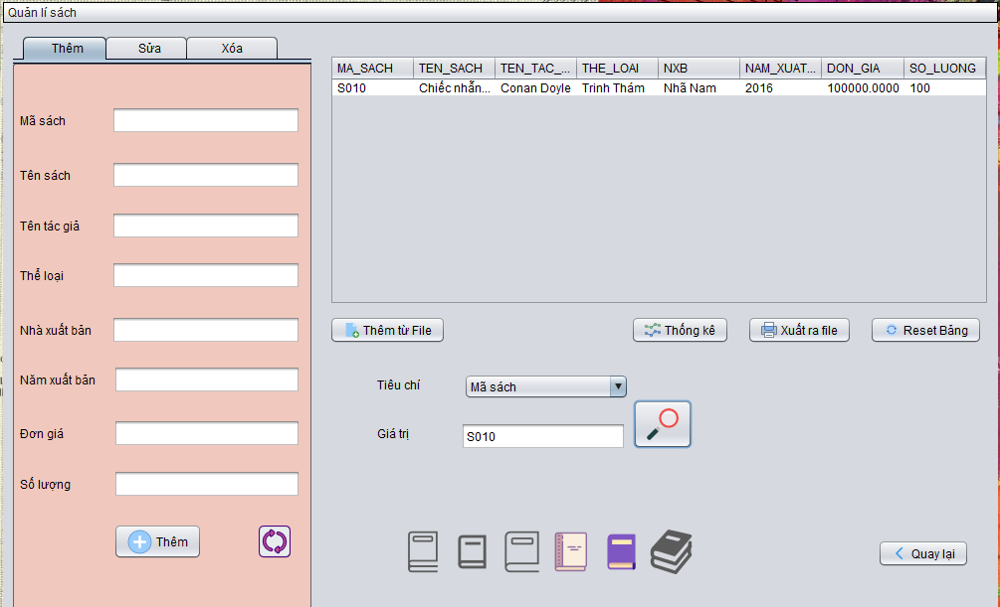 Quản lí sách
Thêm Sửa Xóa
Mã sách
Tên sách
Tên tác giả
Thể loại
Nhà xuất bản
Năm xuất bản
Đơn giá
Số lượng
Thêm
MA_SACH TEN_SACH TEN_TAC_... THE_LOAI NXB NAM_XUAT... DON_GIA SO_LUONG
S010 Chiếc nhẫn... Conan Doyle Trinh Thám Nhã Nam 2016 100000.0000 100
Thêm từ File Thống kê Xuất ra file Reset Bảng
Tiêu chí Mã sách
Giá trị S010
Quay lại